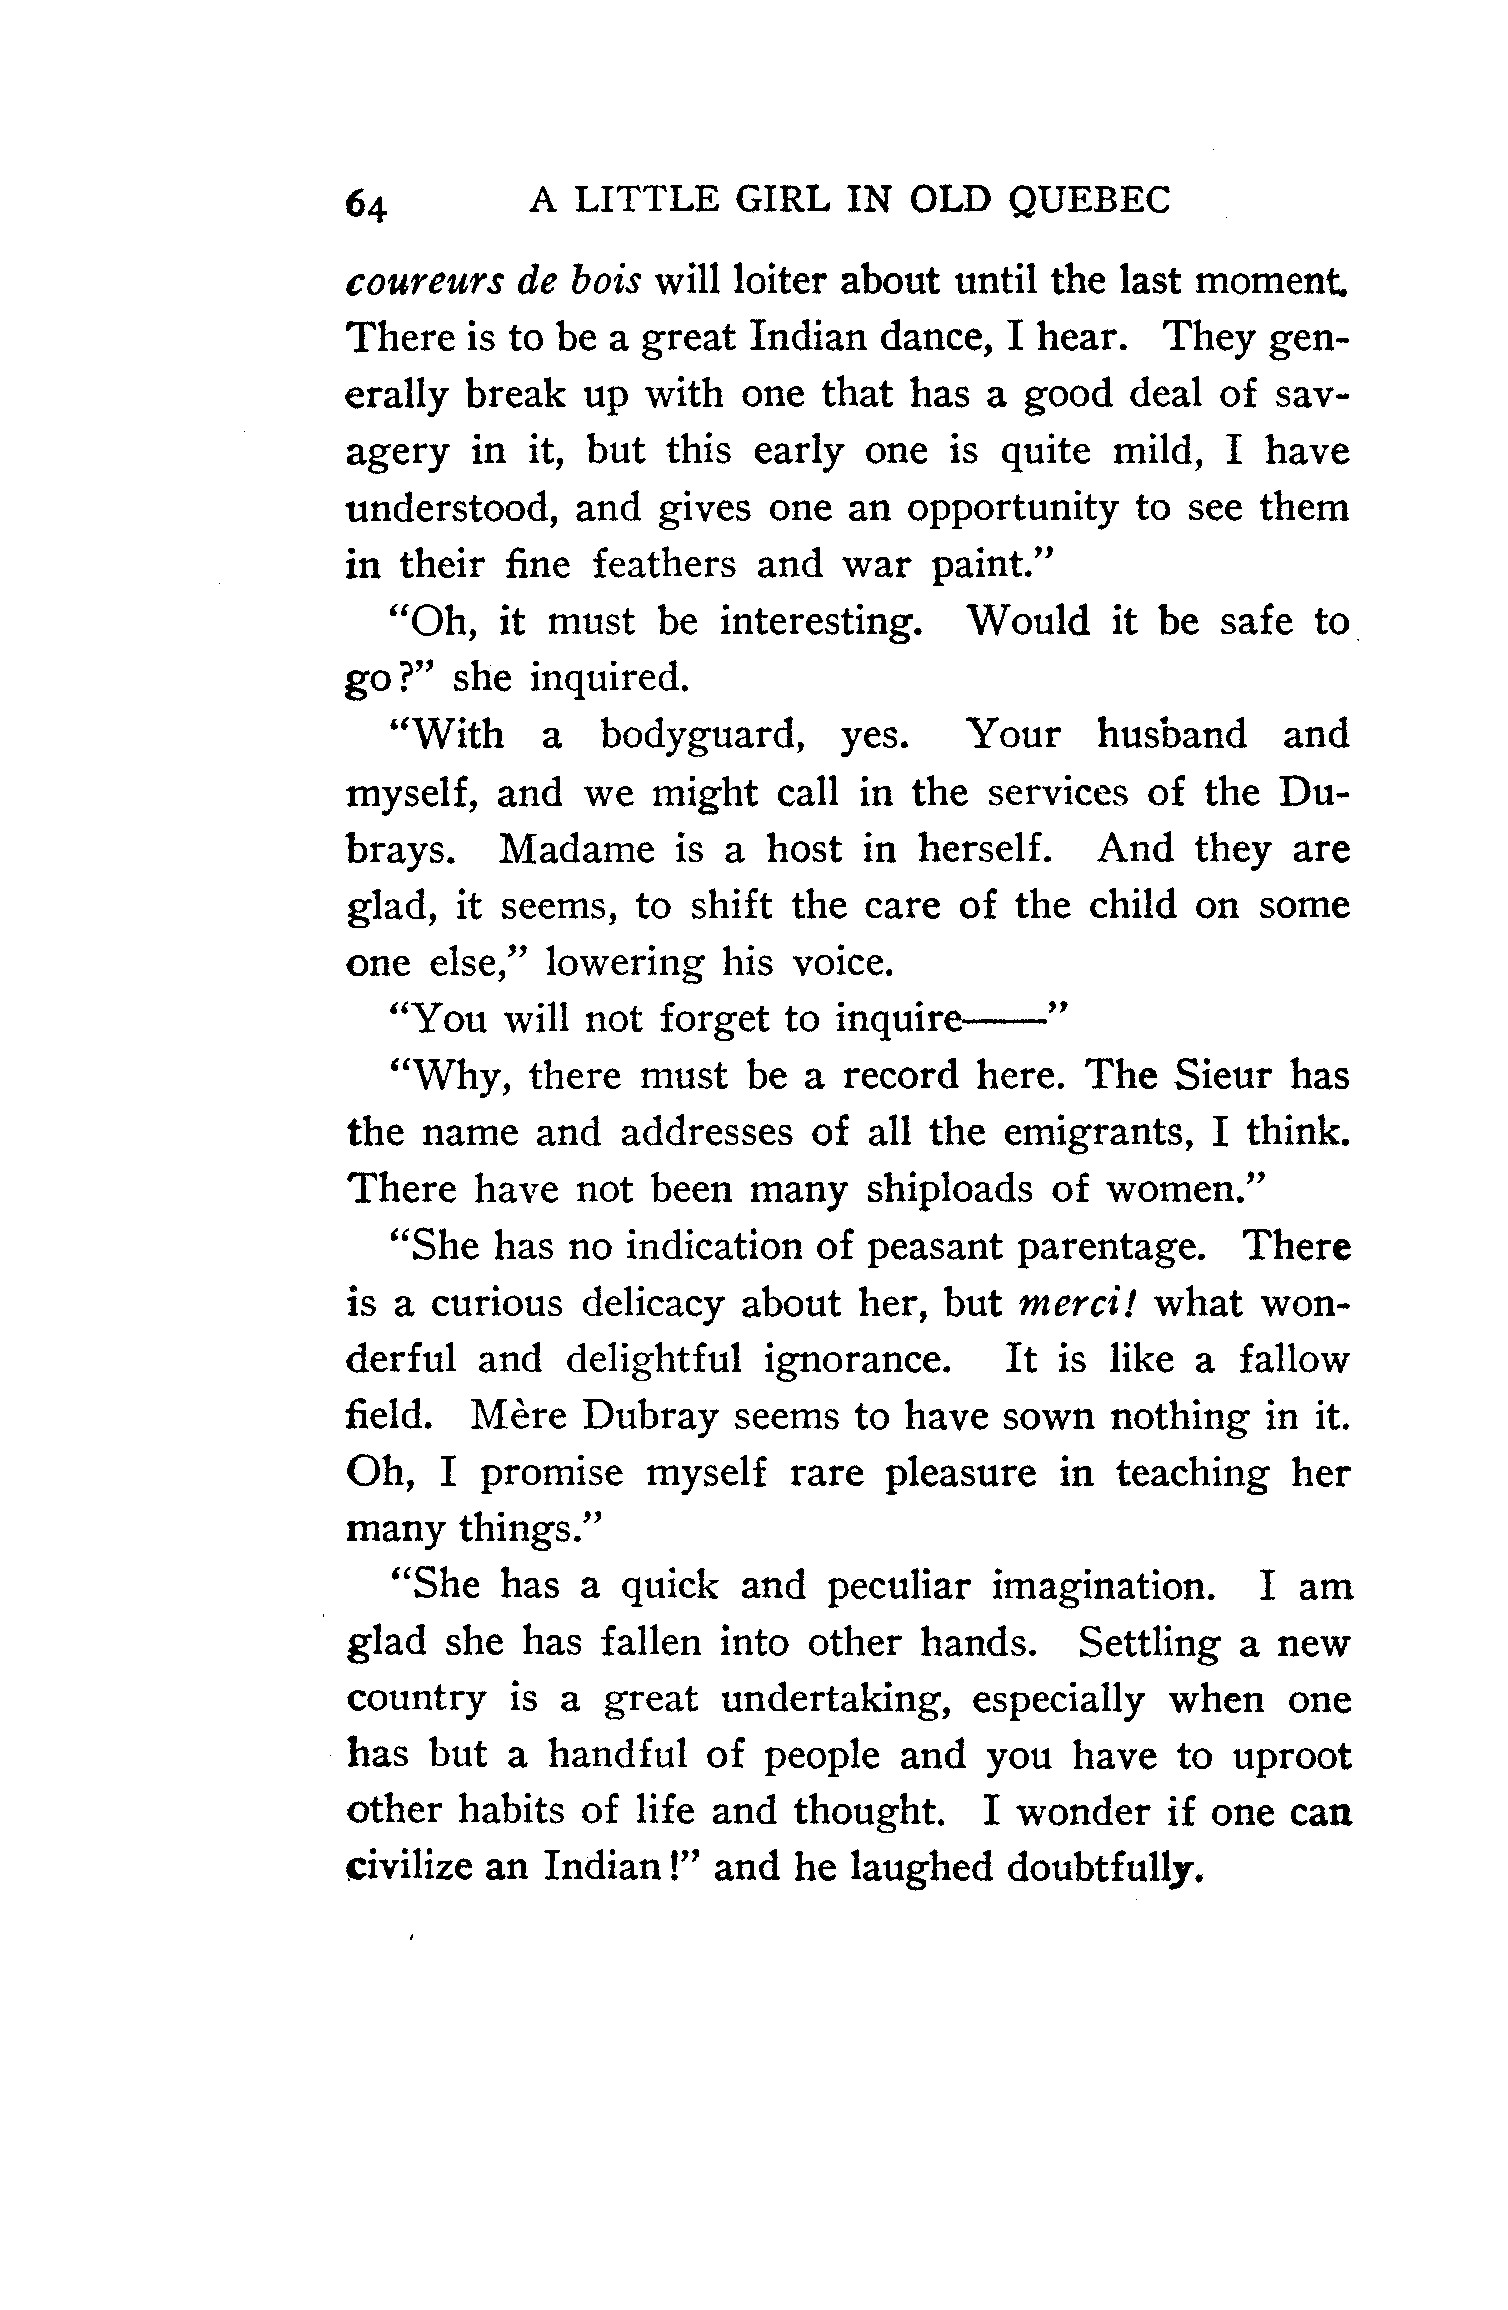 64 A LITTLE GIRL IN OLD QUEBEC
coureurs de bois will loiter about until the last moment.
There is to be a great Indian dance, I hear. They gen-
erally break up with one that has a good deal of sav-
agery in it, but this early one is quite mild, I have
understood, and gives one an opportunity to see them
in their fine feathers and war paint."
"Oh, it must be interesting. Would it be safe to
go?" she inquired.
"With a bodyguard, yes. Your husband and
myself, and we might call in the services of the Du-
brays. Madame is a host in herself. And they are
glad, it seems, to shift the care of the child on some
one else," lowering his voice.
"You will not forget to inquire——"
"Why, there must be a record here. The Sieur has
the name and addresses of all the emigrants, I think.
There have not been many shiploads of women."
"She has no indication of peasant parentage. There
is a curious delicacy about her, but merci! what won-
derful and delightful ignorance. It is like a fallow
field. Mère Dubray seems to have sown nothing in it.
Oh, I promise myself rare pleasure in teaching her
many things."
"She has a quick and peculiar imagination. I am
glad she has fallen into other hands. Settling a new
country is a great undertaking, especially when one
has but a handful of people and you have to uproot
other habits of life and thought. I wonder if one can
civilize an Indian!" and he laughed doubtfully.